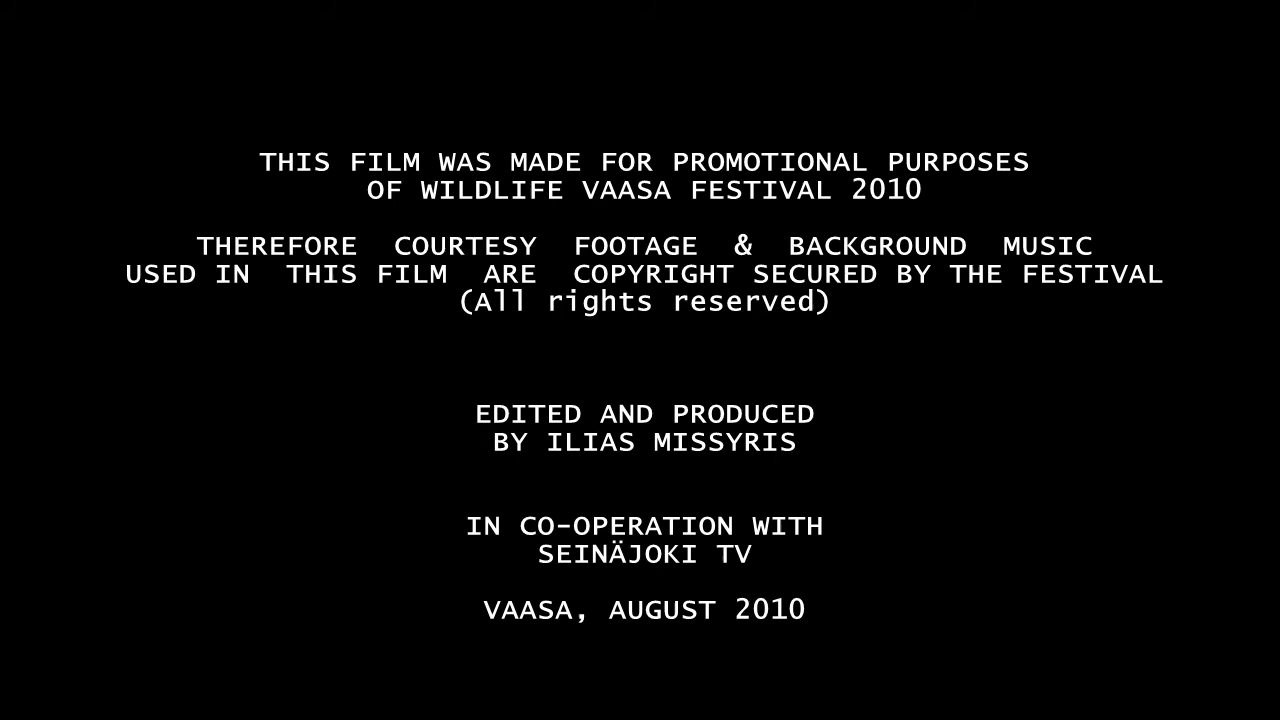 THIS FILM WAS MADE FOR PROMOTIONAL PURPOSES
OF WILDLIFE VAASA FESTIVAL 2010
THEREFORE COURTESY FOOTAGE & BACKGROUND MUSIC
USED IN THIS FILM ARE COPYRIGHT SECURED BY THE FESTIVAL
(All rights reserved)
EDITED AND PRODUCED
BY ILIAS MISSYRIS
IN CO-OPERATION WITH
SEINÄJOKI TV
VAASA, AUGUST 2010